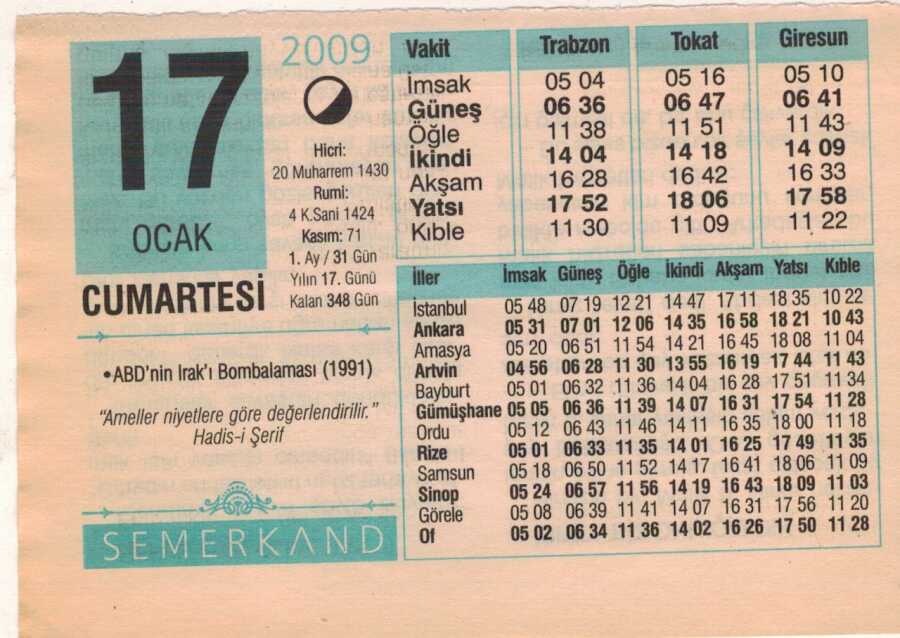 17
OCAK
CUMARTESİ
2009
Hicri:
20 Muharrem 1430
Rumi:
4 K.Sani 1424
Kasım: 71
1. Ay / 31 Gün
Yılın 17. Günü
Kalan 348 Gün
•ABD'nin Irak'ı Bombalaması (1991)
"Ameller niyetlere göre değerlendirilir."
Hadis-i Şerif
SEMERKAND
Vakit Trabzon Tokat Giresun
İmsak 05 04 05 16 05 10
Güneş 06 36 06 47 06 41
Öğle 11 38 11 51 11 43
İkindi 14 04 14 18 14 09
Akşam 16 28 16 42 16 33
Yatsı 17 52 18 06 17 58
Kıble 11 30 11 09 11 22
İller İmsak Güneş Öğle İkindi Akşam Yatsı Kıble
İstanbul 05 48 07 19 12 21 14 47 17 11 18 35 10 22
Ankara 05 31 07 01 12 06 14 35 16 58 18 21 10 43
Amasya 05 20 06 51 11 54 14 21 16 45 18 08 11 04
Artvin 04 56 06 28 11 30 13 55 16 19 17 44 11 43
Bayburt 05 01 06 32 11 36 14 04 16 28 17 51 11 34
Gümüşhane 05 05 06 36 11 39 14 07 16 31 17 54 11 28
Ordu 05 12 06 43 11 46 14 11 16 35 18 00 11 18
Rize 05 01 06 33 11 35 14 01 16 25 17 49 11 35
Samsun 05 18 06 50 11 52 14 17 16 41 18 06 11 09
Sinop 05 24 06 57 11 56 14 19 16 43 18 09 11 03
Görele 05 08 06 39 11 41 14 07 16 31 17 56 11 20
Of 05 02 06 34 11 36 14 02 16 26 17 50 11 28